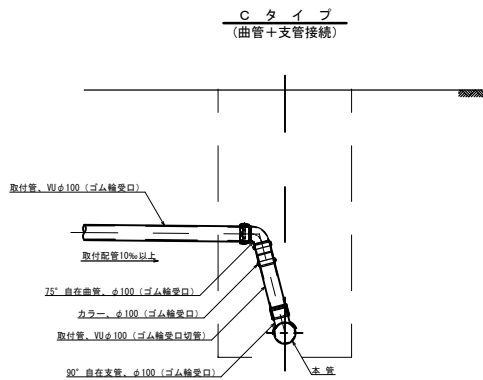 C タイプ
(曲管＋支管接続)
取付管、VUφ100 (ゴム輪受口)
取付配管10‰以上
75° 自在曲管、φ100 (ゴム輪受口)
カラー、φ100 (ゴム輪受口)
取付管、VUφ100 (ゴム輪受口切管)
90° 自在支管、φ100 (ゴム輪受口)
本 管